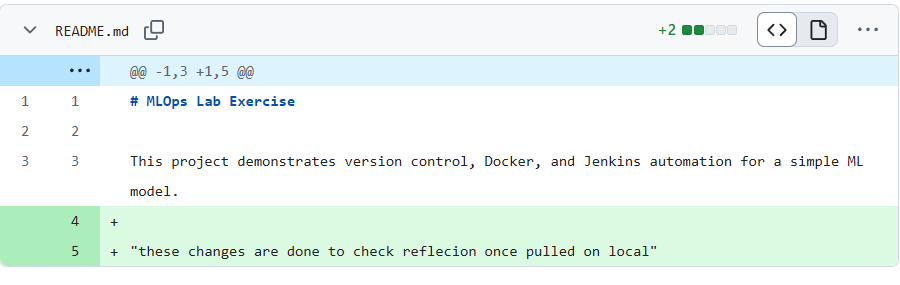 README.md +2
@@ -1,3 +1,5 @@
1 1 # MLOps Lab Exercise
2 2
3 3 This project demonstrates version control, Docker, and Jenkins automation for a simple ML
model.
4 +
5 + "these changes are done to check reflecion once pulled on local"